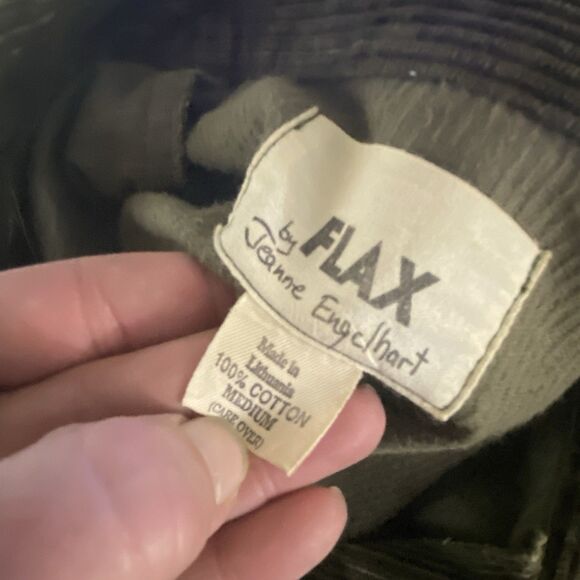 FLAX
by Jeanne Engelhart
Made in
Lithuania
100% COTTON
MEDIUM
(CARE OVER)